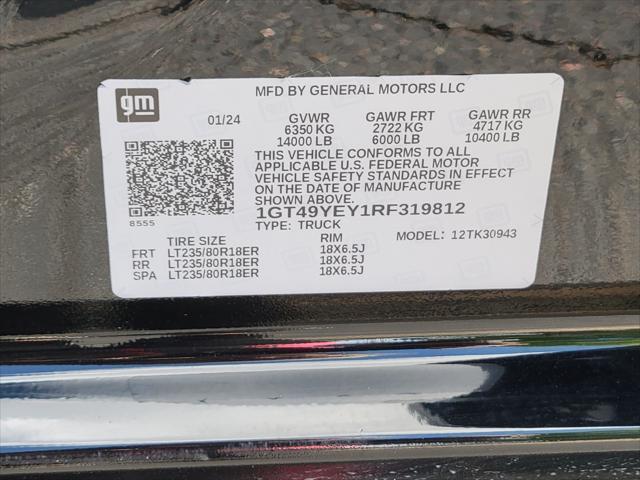 MFD BY GENERAL MOTORS LLC
gm
01/24 GVWR GAWR FRT GAWR RR
6350 KG 2722 KG 4717 KG
14000 LB 6000 LB 10400 LB
THIS VEHICLE CONFORMS TO ALL
APPLICABLE U.S. FEDERAL MOTOR
VEHICLE SAFETY STANDARDS IN EFFECT
ON THE DATE OF MANUFACTURE
SHOWN ABOVE.
1GT49YEY1RF319812
8555 TYPE: TRUCK MODEL: 12TK30943
TIRE SIZE RIM
FRT LT235/80R18ER 18X6.5J
RR LT235/80R18ER 18X6.5J
SPA LT235/80R18ER 18X6.5J